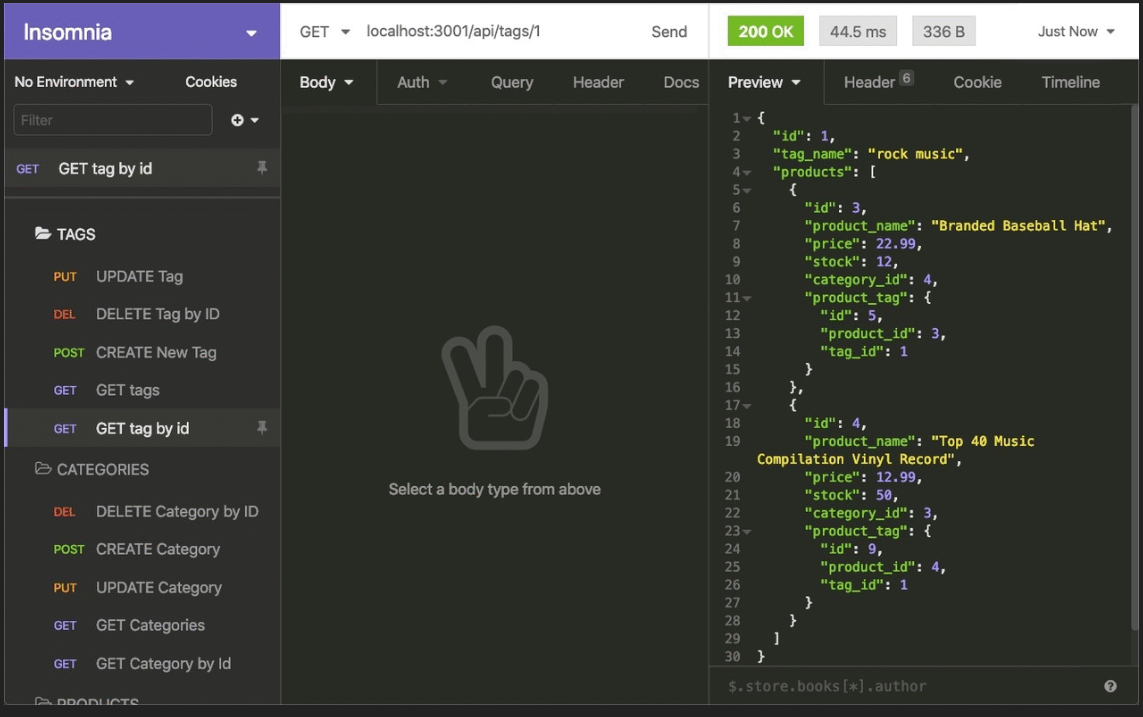 Insomnia
GET localhost:3001/api/tags/1 Send
200 OK 44.5 ms 336 B Just Now
No Environment Cookies
Body Auth Query Header Docs
Preview Header 6 Cookie Timeline
Filter
GET GET tag by id
TAGS
PUT UPDATE Tag
DEL DELETE Tag by ID
POST CREATE New Tag
GET GET tags
GET GET tag by id
CATEGORIES
DEL DELETE Category by ID
POST CREATE Category
PUT UPDATE Category
GET GET Categories
GET GET Category by Id
PRODUCTS
Select a body type from above
1 {
2 "id": 1,
3 "tag_name": "rock music",
4 "products": [
5 {
6 "id": 3,
7 "product_name": "Branded Baseball Hat",
8 "price": 22.99,
9 "stock": 12,
10 "category_id": 4,
11 "product_tag": {
12 "id": 5,
13 "product_id": 3,
14 "tag_id": 1
15 }
16 },
17 {
18 "id": 4,
19 "product_name": "Top 40 Music
Compilation Vinyl Record",
20 "price": 12.99,
21 "stock": 50,
22 "category_id": 3,
23 "product_tag": {
24 "id": 9,
25 "product_id": 4,
26 "tag_id": 1
27 }
28 }
29 ]
30 }
$.store.books[*].author